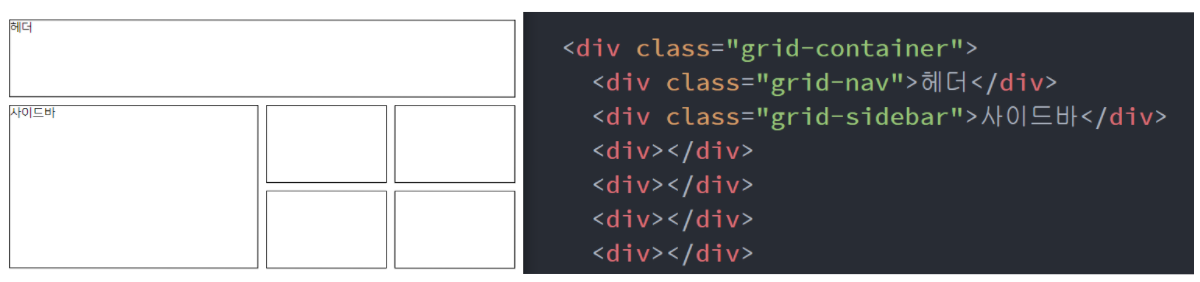 헤더
사이드바
<div class="grid-container">
<div class="grid-nav">헤더</div>
<div class="grid-sidebar">사이드바</div>
<div></div>
<div></div>
<div></div>
<div></div>